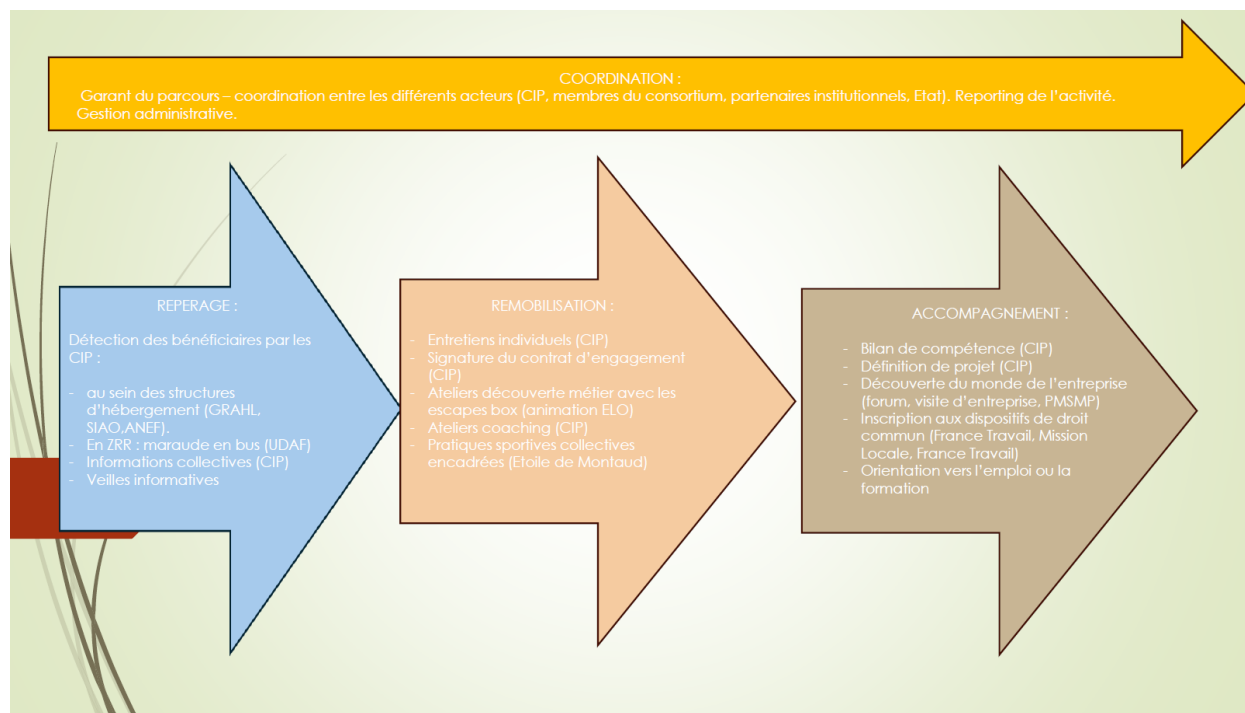 COORDINATION :
Garant du parcours – coordination entre les différents acteurs (CIP, membres du consortium, partenaires institutionnels, Etat). Reporting de l'activité.
Gestion administrative.
REPERAGE :
Détection des bénéficiaires par les
CIP :
- au sein des structures
d'hébergement (GRAHL,
SIAO,ANEF).
- En ZRR : maraude en bus (UDAF)
- Informations collectives (CIP)
- Veilles informatives
REMOBILISATION :
- Entretiens individuels (CIP)
- Signature du contrat d'engagement
(CIP)
- Ateliers découverte métier avec les
escapes box (animation ELO)
- Ateliers coaching (CIP)
- Pratiques sportives collectives
encadrées (Etoile de Montaud)
ACCOMPAGNEMENT :
- Bilan de compétence (CIP)
- Définition de projet (CIP)
- Découverte du monde de l'entreprise
(forum, visite d'entreprise, PMSMP)
- Inscription aux dispositifs de droit
commun (France Travail, Mission
Locale, France Travail)
- Orientation vers l'emploi ou la
formation